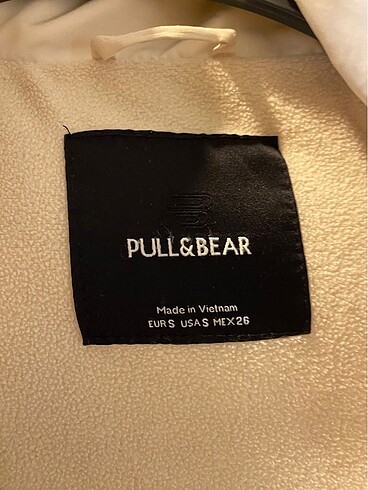 PULL&BEAR
Made in Vietnam
EUR S USA S MEX 26